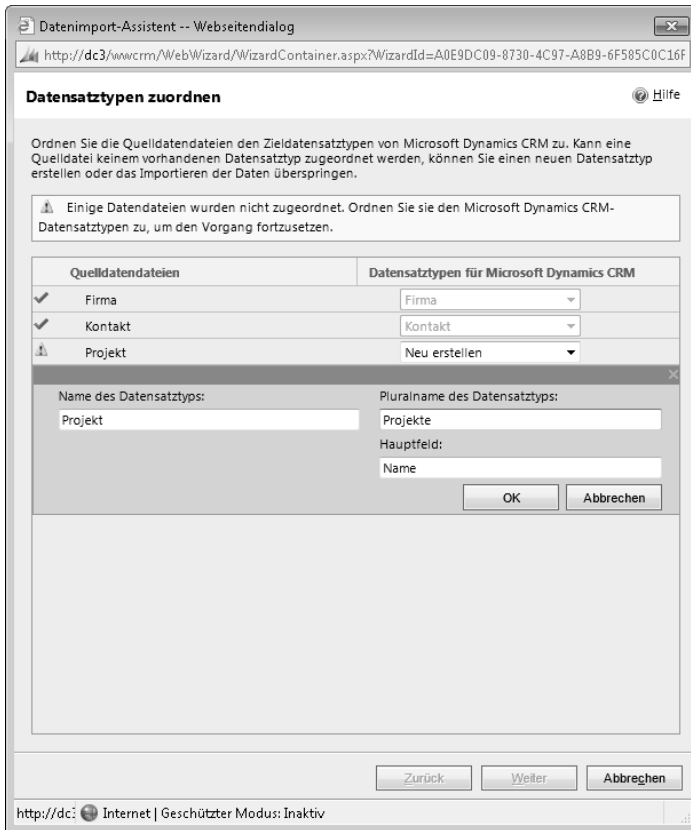 Datenimport-Assistent -- Webseitendialog
http://dc3/wwcrm/WebWizard/WizardContainer.aspx?WizardId=A0E9DC09-8730-4C97-A8B9-6F585C0C16F
Datensatztypen zuordnen
Hilfe
Ordnen Sie die Quelldatendateien den Zieldatensatztypen von Microsoft Dynamics CRM zu. Kann eine
Quelldatei keinem vorhandenen Datensatztyp zugeordnet werden, können Sie einen neuen Datensatztyp
erstellen oder das Importieren der Daten überspringen.
Einige Datendateien wurden nicht zugeordnet. Ordnen Sie sie den Microsoft Dynamics CRM-
Datensatztypen zu, um den Vorgang fortzusetzen.
Quelldatendateien Datensatztypen für Microsoft Dynamics CRM
Firma Firma
Kontakt Kontakt
Projekt Neu erstellen
Name des Datensatztyps: Pluralname des Datensatztyps:
Projekt Projekte
Hauptfeld:
Name
OK Abbrechen
Zurück Weiter Abbrechen
http://dc: Internet | Geschützter Modus: Inaktiv